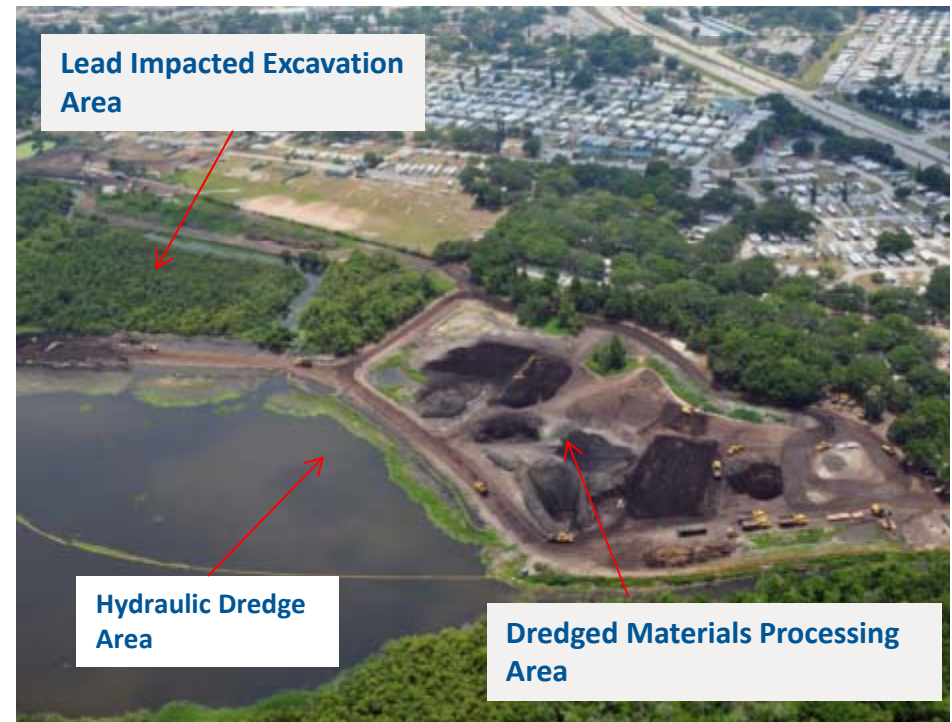 Lead Impacted Excavation
Area
Hydraulic Dredge
Area
Dredged Materials Processing
Area